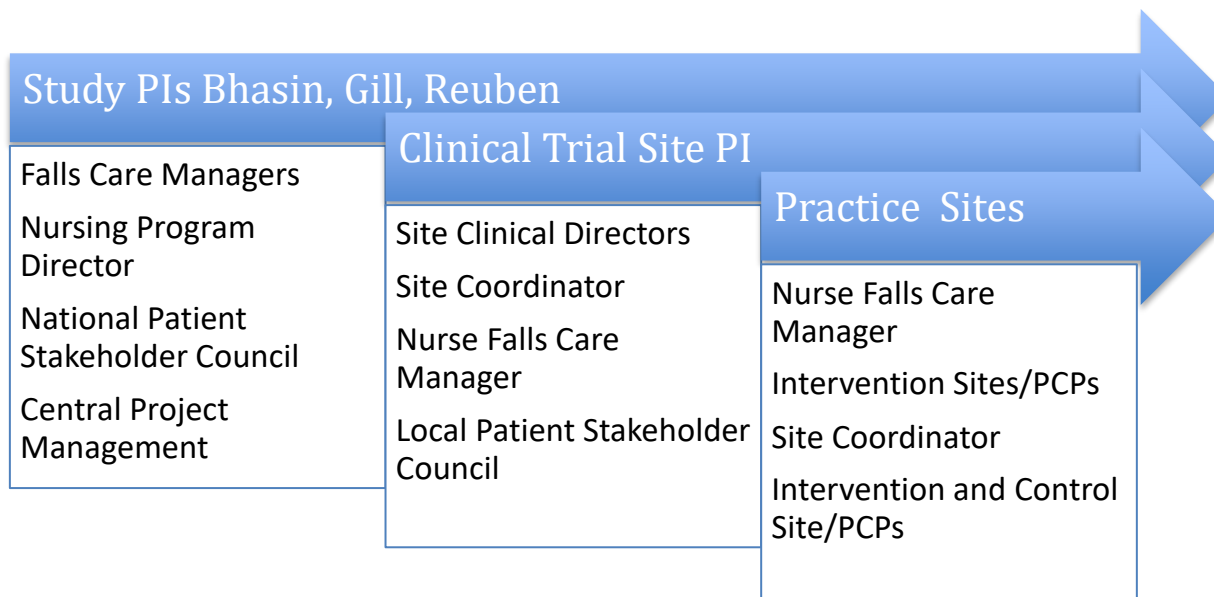 Study PIs Bhasin, Gill, Reuben
Falls Care Managers
Nursing Program
Director
National Patient
Stakeholder Council
Central Project
Management
Clinical Trial Site PI
Site Clinical Directors
Site Coordinator
Nurse Falls Care
Manager
Local Patient Stakeholder
Council
Practice  Sites
Nurse Falls Care
Manager
Intervention Sites/PCPs
Site Coordinator
Intervention and Control
Site/PCPs